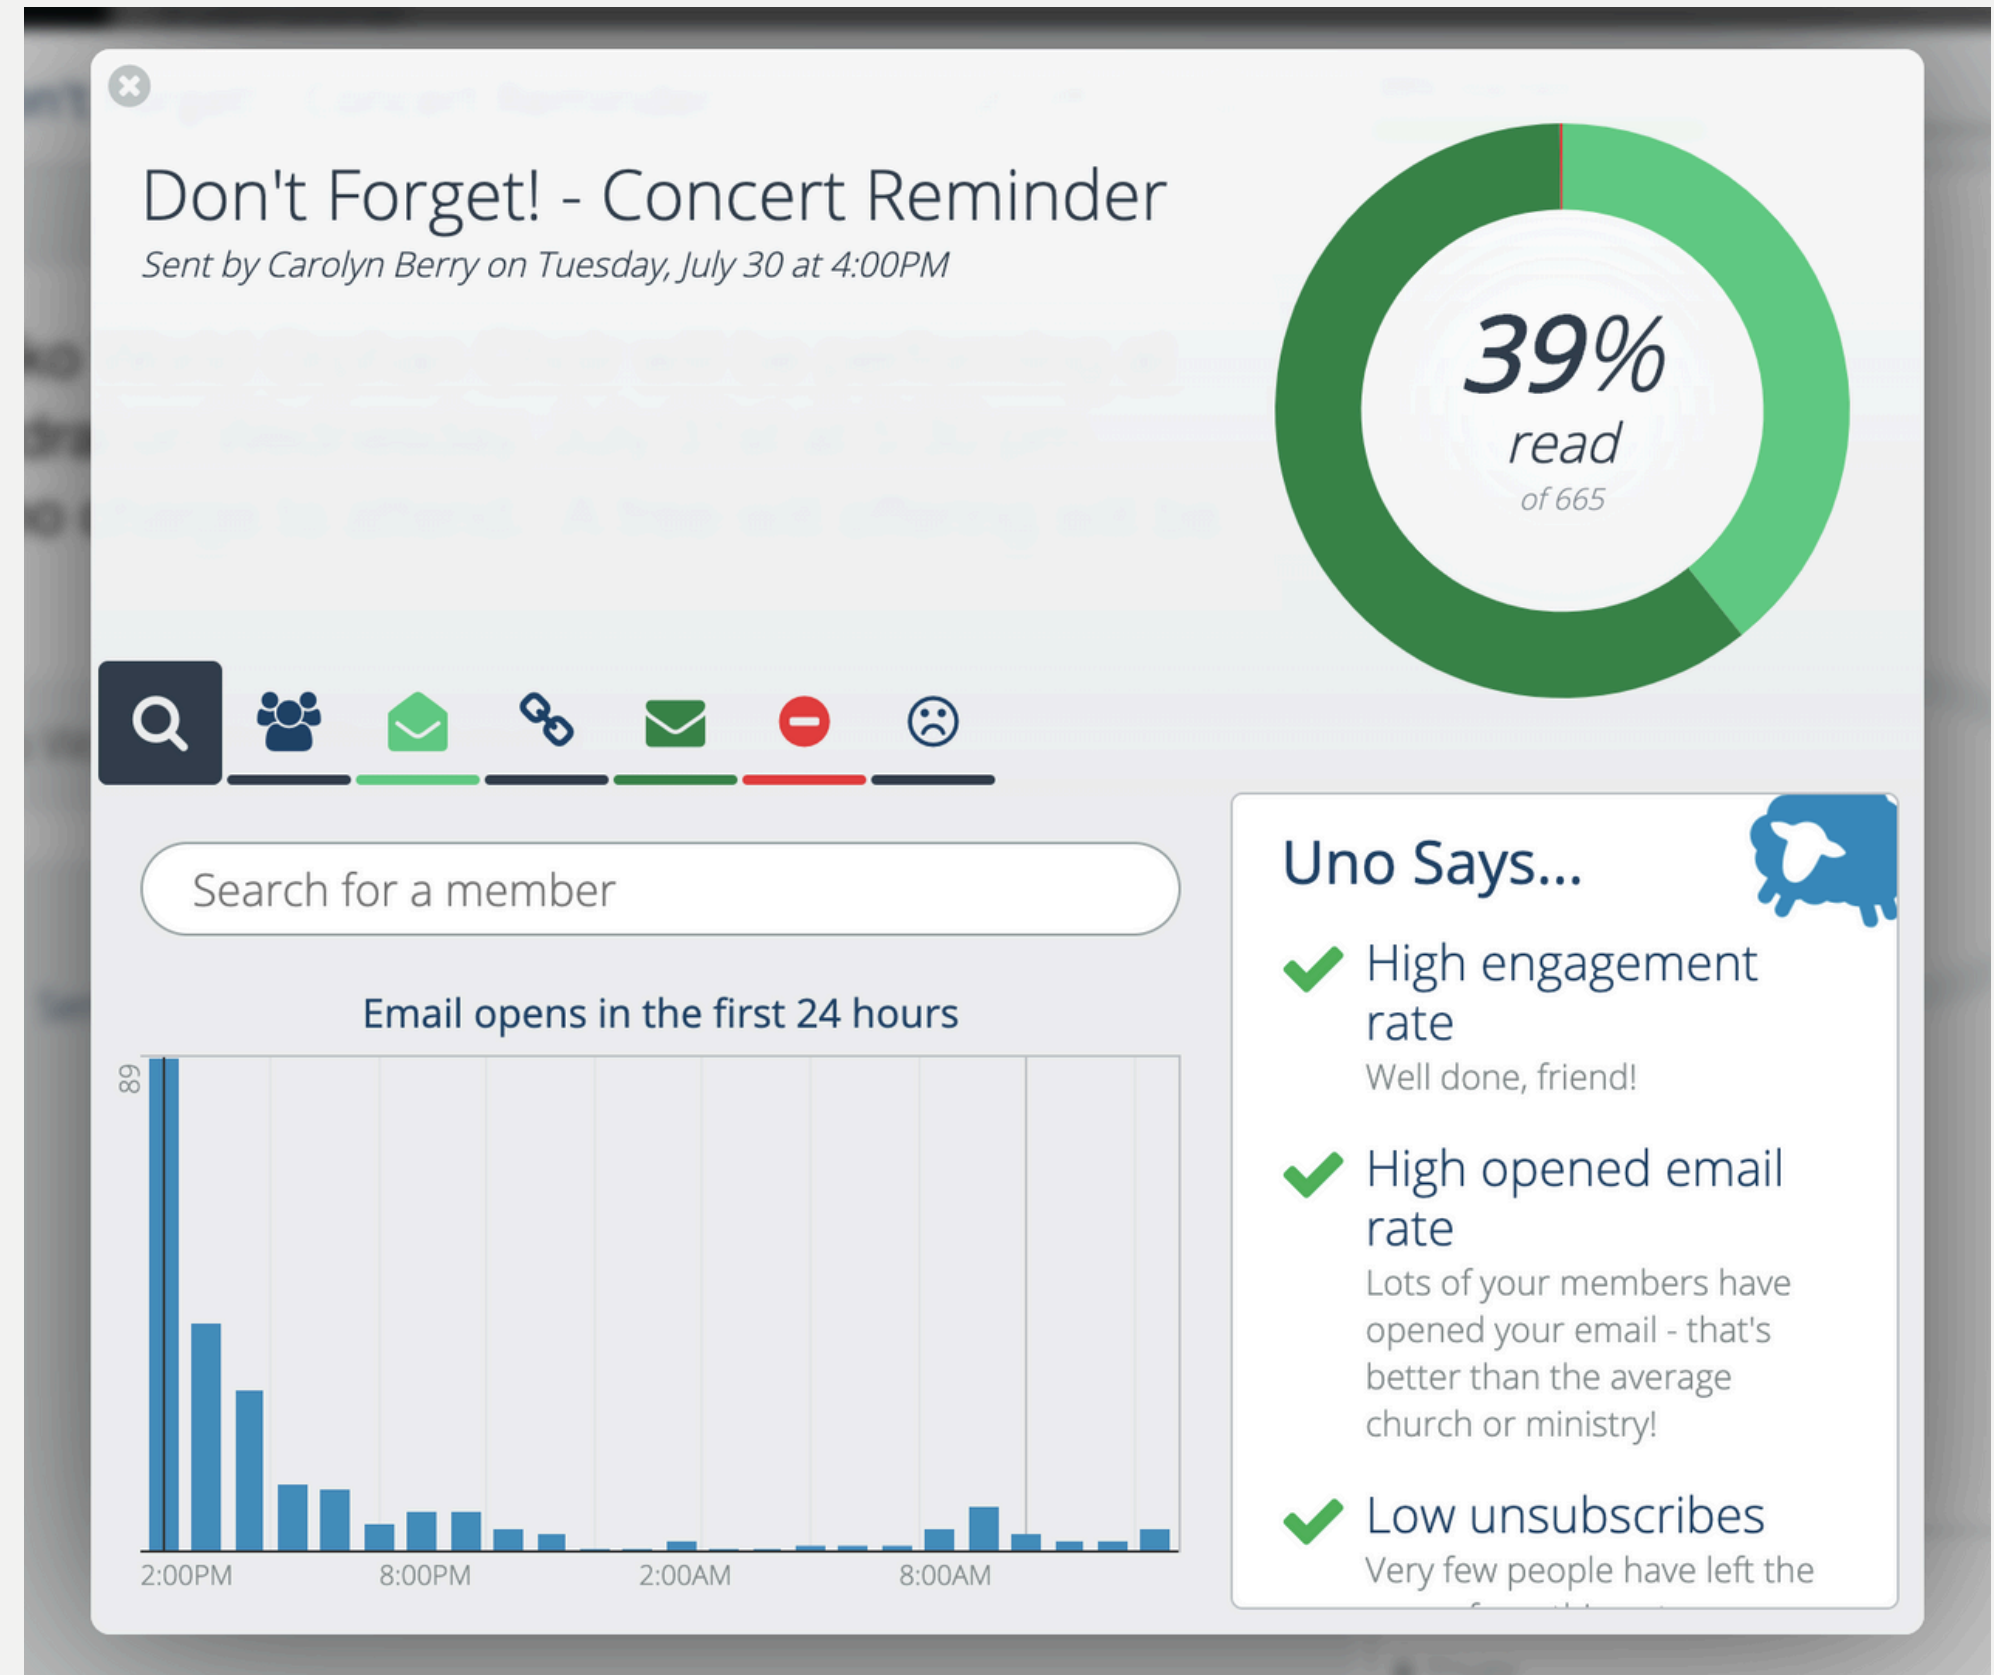 Don't Forget! - Concert Reminder
Sent by Carolyn Berry on Tuesday, July 30 at 4:00PM
39%
read
of 665
Search for a member
Email opens in the first 24 hours
89
2:00PM 8:00PM 2:00AM 8:00AM
Uno Says...
High engagement
rate
Well done, friend!
High opened email
rate
Lots of your members have
opened your email - that's
better than the average
church or ministry!
Low unsubscribes
Very few people have left the